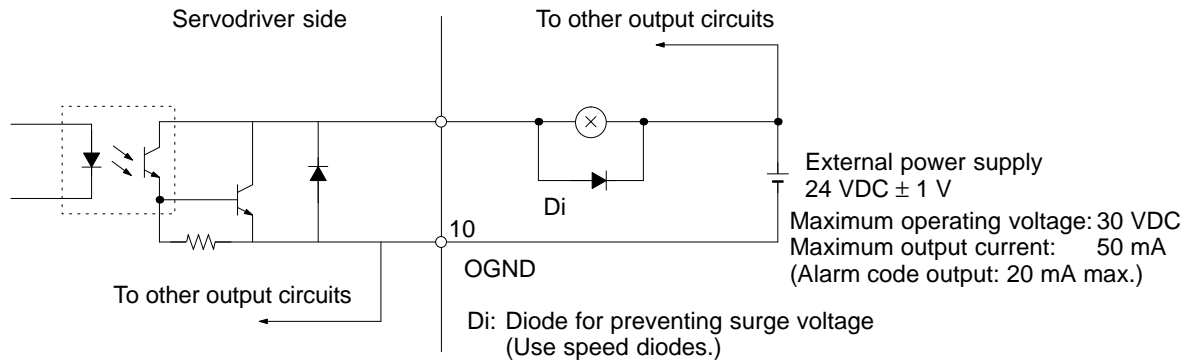 Servodriver side
To other output circuits
External power supply
24 VDC ± 1 V
Di
Maximum operating voltage: 30 VDC
10
Maximum output current: 50 mA
OGND
(Alarm code output: 20 mA max.)
To other output circuits
Di: Diode for preventing surge voltage
(Use speed diodes.)